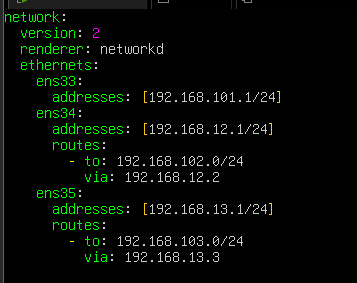 network:
  version: 2
  renderer: networkd
  ethernets:
    ens33:
      addresses: [192.168.101.1/24]
    ens34:
      addresses: [192.168.12.1/24]
      routes:
        - to: 192.168.102.0/24
          via: 192.168.12.2
    ens35:
      addresses: [192.168.13.1/24]
      routes:
        - to: 192.168.103.0/24
          via: 192.168.13.3